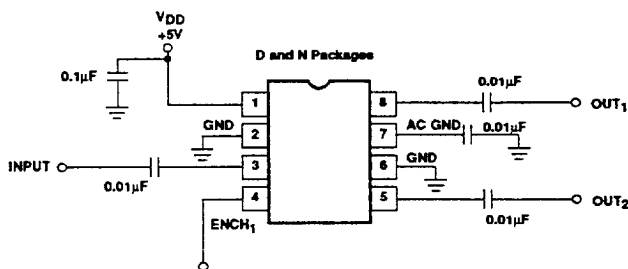 V_DD
+5V
D and N Packages
0.1µF
0.01µF
1
8
OUT₁
GND
2
7
AC GND
0.01µF
INPUT
3
6
GND
0.01µF
4
5
OUT₂
ENCH₁
0.01µF